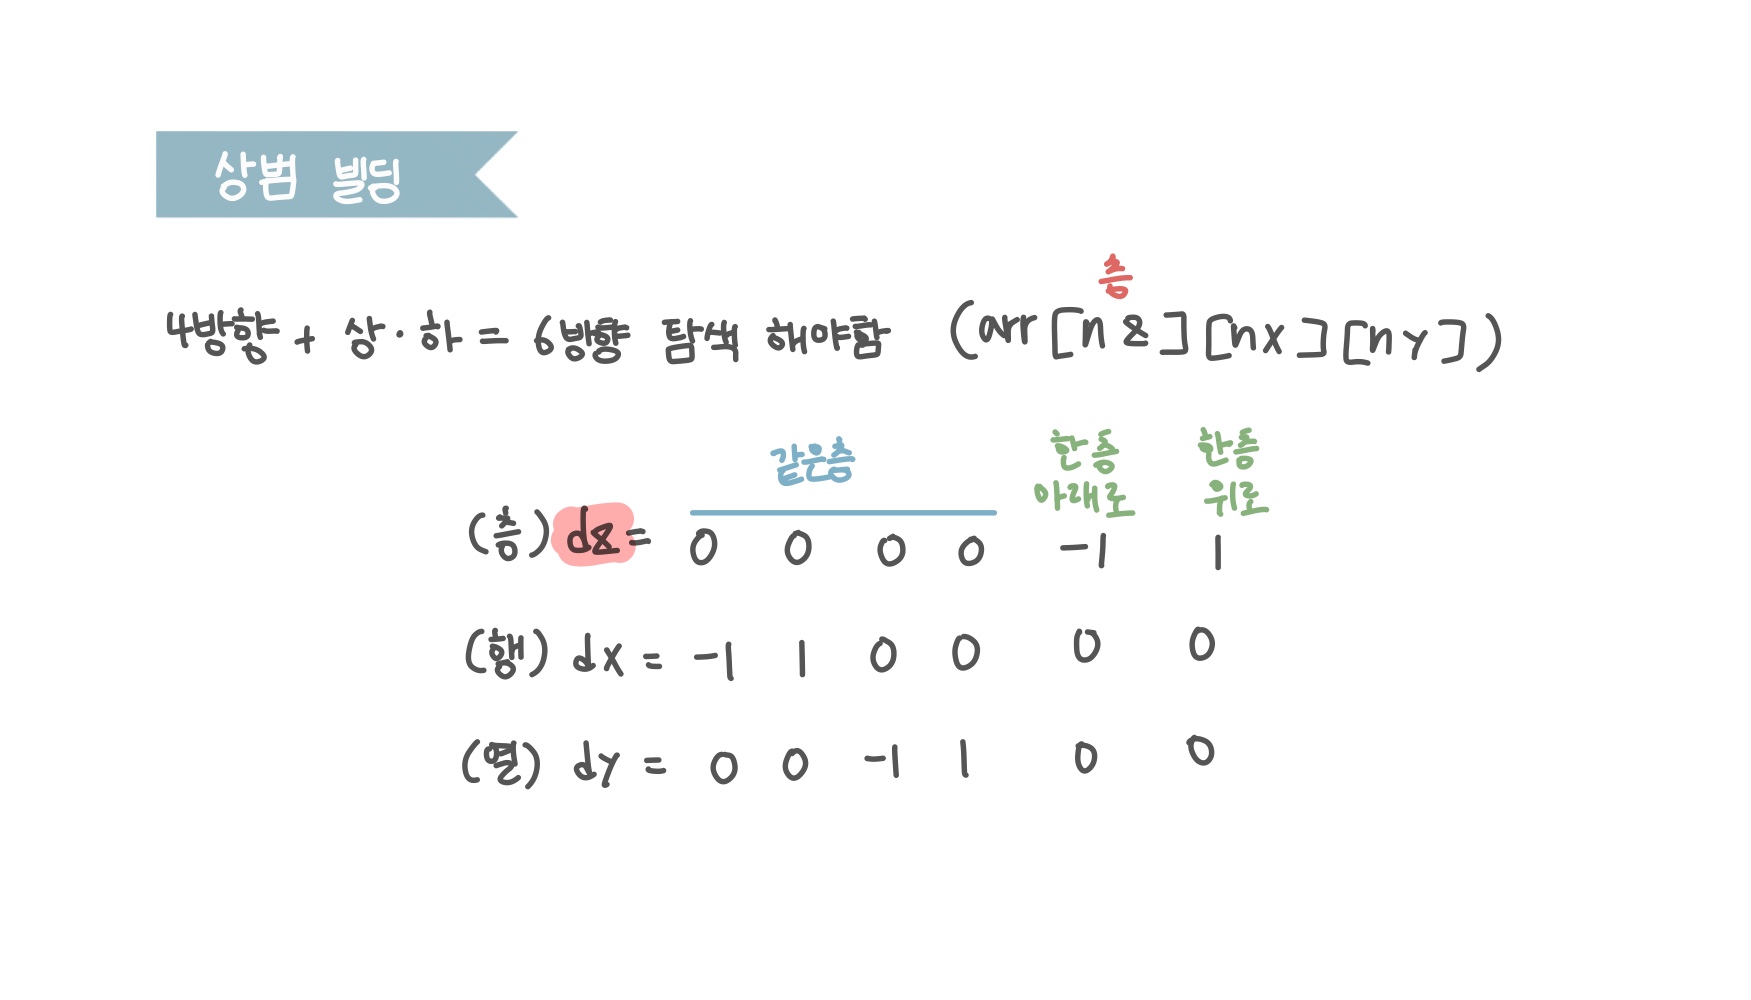 상범 빌딩
층
4방향 + 상·하 = 6방향 탐색 해야함 (arr[nz][nx][ny])
같은층 한층 한층
아래로 위로
(층) dz = 0 0 0 0 -1 1
(행) dx = -1 1 0 0 0 0
(열) dy = 0 0 -1 1 0 0